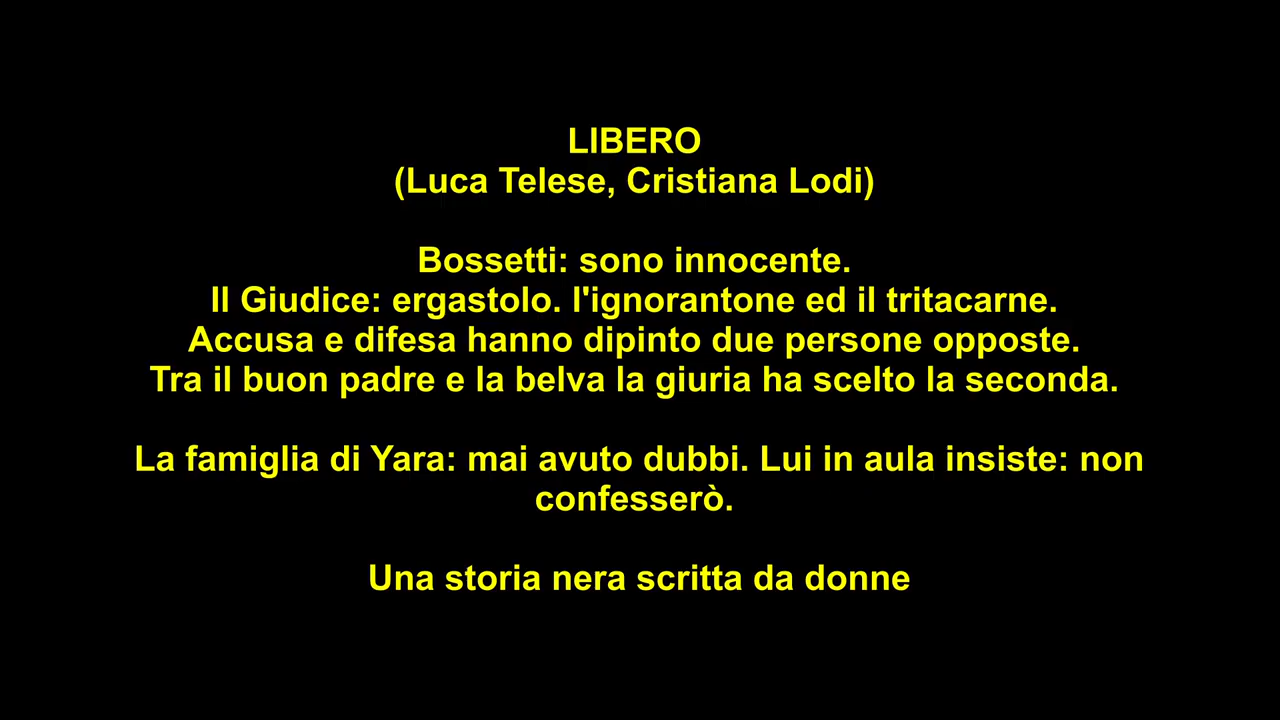 LIBERO
(Luca Telese, Cristiana Lodi)
Bossetti: sono innocente.
Il Giudice: ergastolo. l'ignorantone ed il tritacarne.
Accusa e difesa hanno dipinto due persone opposte.
Tra il buon padre e la belva la giuria ha scelto la seconda.
La famiglia di Yara: mai avuto dubbi. Lui in aula insiste: non
confesserò.
Una storia nera scritta da donne